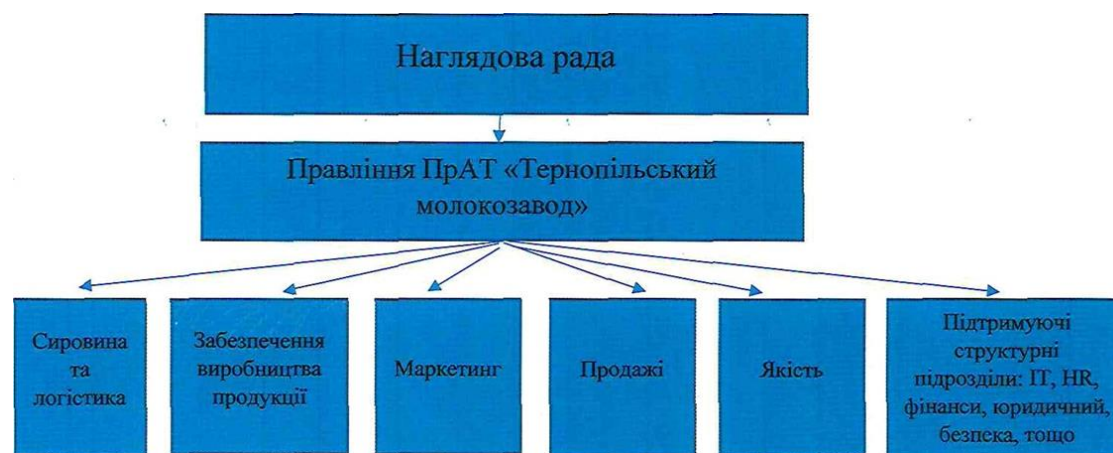 Наглядова рада
Правління ПрАТ «Тернопільський
молокозавод»
Сировина
та
логістика
Забезпечення
виробництва
продукції
Маркетинг
Продажі
Якість
Підтримуючі
структурні
підрозділи: IT, HR,
фінанси, юридичний,
безпека, тощо